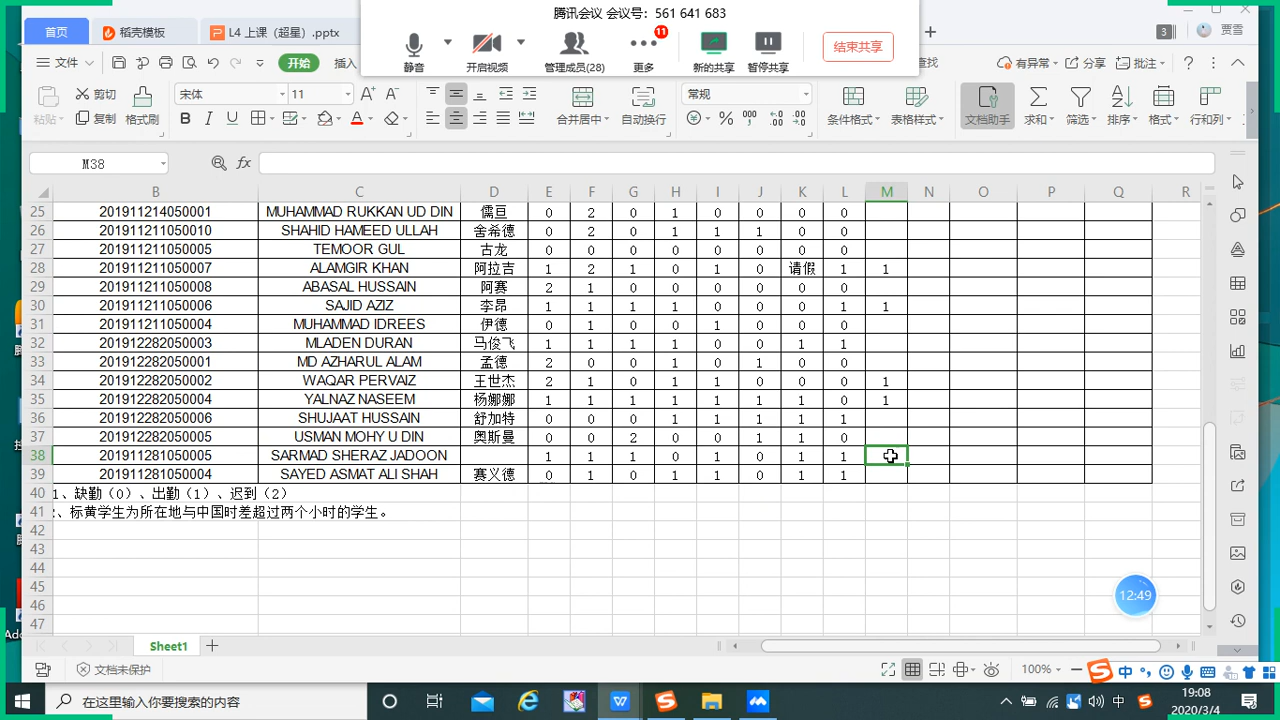 腾讯会议 会议号：561 641 683
首页 稻壳模板 L4 上课（超星）.pptx 3 贾雪
静音 开启视频 管理成员(28) 11 更多 新的共享 暂停共享 结束共享
文件 开始 插入 查找 有异常 分享 批注
粘贴 剪切 复制 格式刷 宋体 11 合并居中 自动换行 常规 条件格式 表格样式 文档助手 求和 筛选 排序 格式 行和列
M38 fx
B C D E F G H I J K L M N O P Q R
25 201911214050001 MUHAMMAD RUKKAN UD DIN 儒亘 0 2 0 1 0 0 0 0
26 201911211050010 SHAHID HAMEED ULLAH 舍希德 0 2 0 1 1 1 0 0
27 201911211050005 TEMOOR GUL 古龙 0 0 0 0 0 0 0 0
28 201911211050007 ALAMGIR KHAN 阿拉吉 1 2 1 0 1 0 请假 1 1
29 201911211050008 ABASAL HUSSAIN 阿赛 2 1 0 0 0 0 0 0
30 201911211050006 SAJID AZIZ 李昂 1 1 1 1 0 0 0 1 1
31 201911211050004 MUHAMMAD IDREES 伊德 0 1 0 0 1 0 0 0
32 201912282050003 MLADEN DURAN 马俊飞 1 1 1 1 1 0 1 1
33 201912282050001 MD AZHARUL ALAM 孟德 2 0 0 1 0 1 0 0
34 201912282050002 WAQAR PERVAIZ 王世杰 2 1 0 1 1 0 0 0 1
35 201912282050004 YALNAZ NASEEM 杨娜娜 1 1 1 1 1 1 1 0 1
36 201912282050006 SHUJAAT HUSSAIN 舒加特 0 0 0 1 1 1 1 1
37 201912282050005 USMAN MOHY U DIN 奥斯曼 0 0 2 0 0 1 1 0
38 201911281050005 SARMAD SHERAZ JADOON 1 1 1 0 1 0 1 1
39 201911281050004 SAYED ASMAT ALI SHAH 赛义德 0 1 0 1 1 0 1 1
40 1、缺勤（0）、出勤（1）、迟到（2）
41 2、标黄学生为所在地与中国时差超过两个小时的学生。
42
43
44
45
46
47
12:49
Sheet1
文档未保护 100% 中
在这里输入你要搜索的内容 中 19:08
2020/3/4